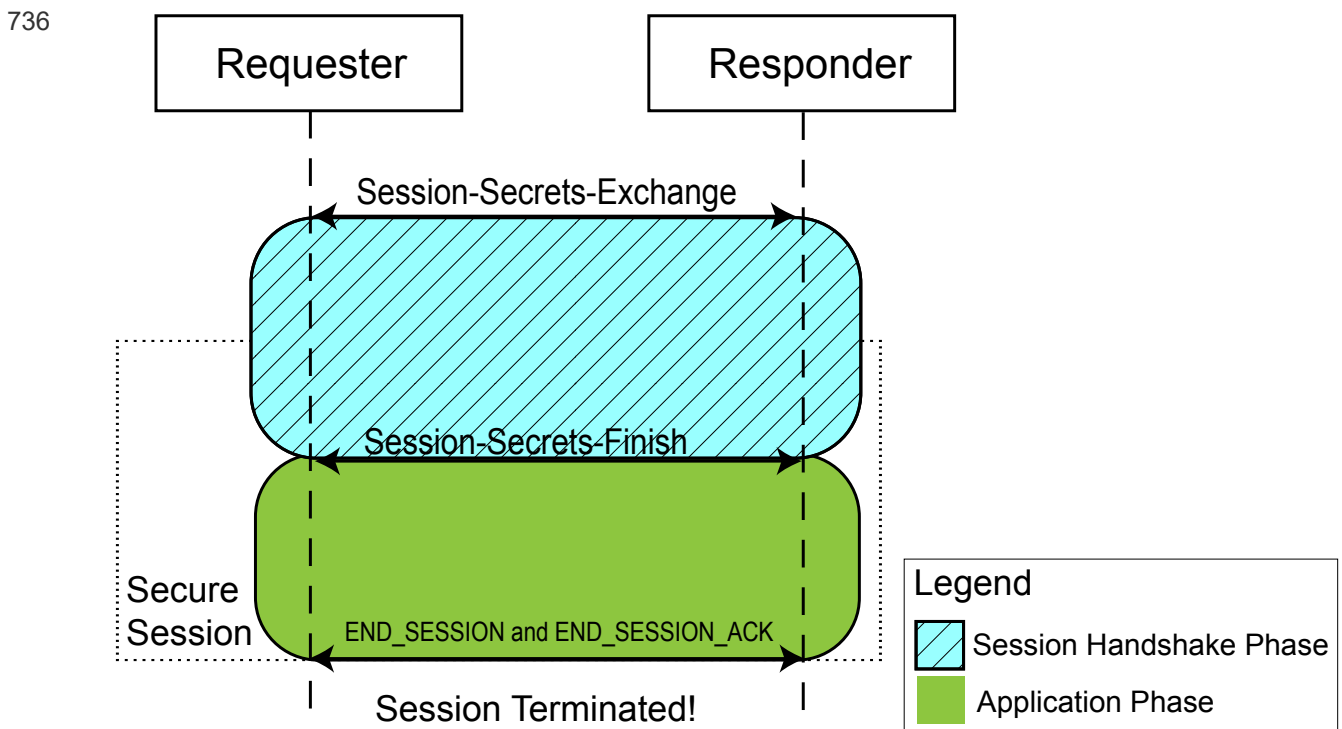 736
Requester
Responder
Session-Secrets-Exchange
Session-Secrets-Finish
Secure
Session
END_SESSION and END_SESSION_ACK
Session Terminated!
Legend
Session Handshake Phase
Application Phase